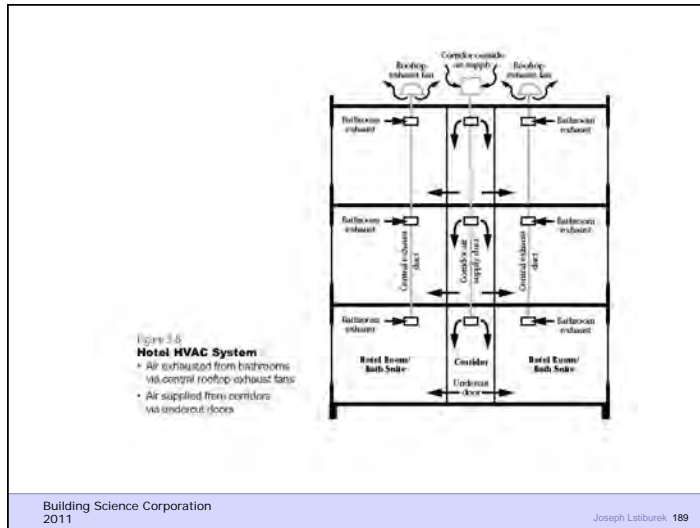 Corridor outside
air supply
Rooftop
exhaust fan
Rooftop
exhaust fan
Bathroom
exhaust
Bathroom
exhaust
Bathroom
exhaust
Bathroom
exhaust
Central exhaust
duct
Corridor air
supply duct
Central exhaust
duct
Bathroom
exhaust
Bathroom
exhaust
Hotel Room/
Bath Suite
Corridor
Hotel Room/
Bath Suite
Undercut
door
Figure 3.8
Hotel HVAC System
• Air exhausted from bathrooms
via central rooftop exhaust fans
• Air supplied from corridors
via undercut doors
Building Science Corporation
2011
Joseph Lstiburek 189